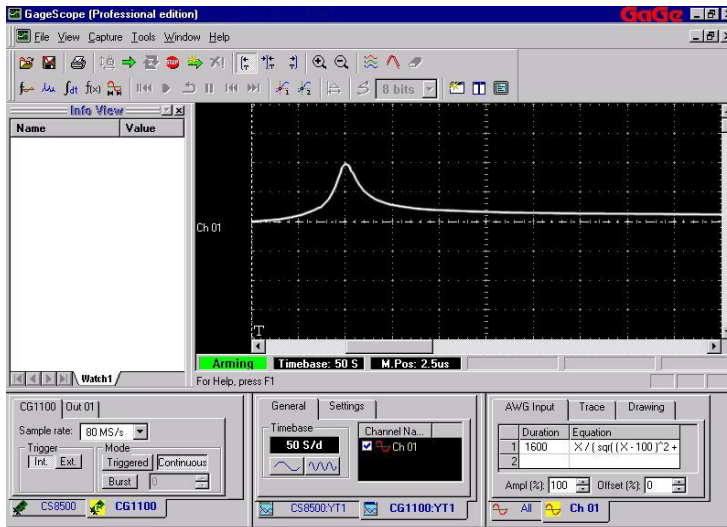 GageScope (Professional edition)
GaGe
File View Capture Tools Window Help
∫dt f(x)
8 bits
Info View
Name Value
Ch 01
T
Watch1
Arming Timebase: 50 S M.Pos: 2.5us
For Help, press F1
CG1100 Out 01
Sample rate: 80 MS/s
Trigger
Int. Ext.
Mode
Triggered Continuous
Burst 0
CS8500 CG1100
General Settings
Timebase
50 S/d
Channel Na...
Ch 01
CS8500:YT1 CG1100:YT1
AWG Input Trace Drawing
Duration Equation
1 1600 X / ( sqr( ( X - 100 )^2 +
2
Ampl (%): 100 Offset (%): 0
All Ch 01